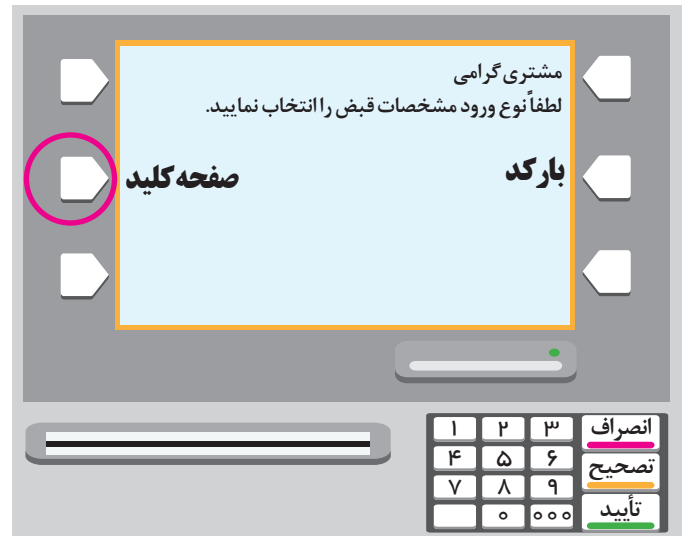 مشتری گرامی
لطفاً نوع ورود مشخصات قبض را انتخاب نمایید.
بارکد
صفحه کلید
۱ ۲ ۳ انصراف
۴ ۵ ۶ تصحیح
۷ ۸ ۹
۰ ۰۰۰ تأیید